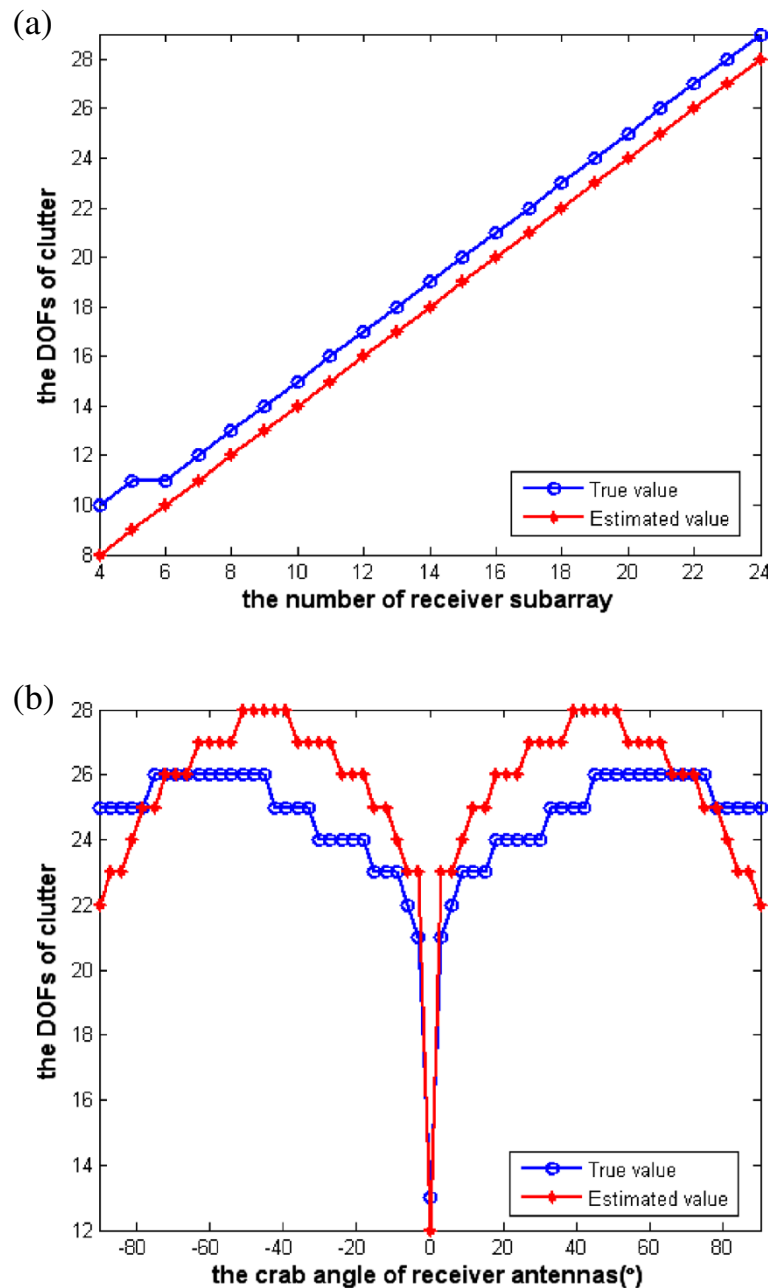 (a)
28
26
24
22
20
18
16
14
12
10
8
the DOFs of clutter
True value
Estimated value
4 6 8 10 12 14 16 18 20 22 24
the number of receiver subarray
(b)
28
26
24
22
20
18
16
14
12
the DOFs of clutter
True value
Estimated value
-80 -60 -40 -20 0 20 40 60 80
the crab angle of receiver antennas(°)